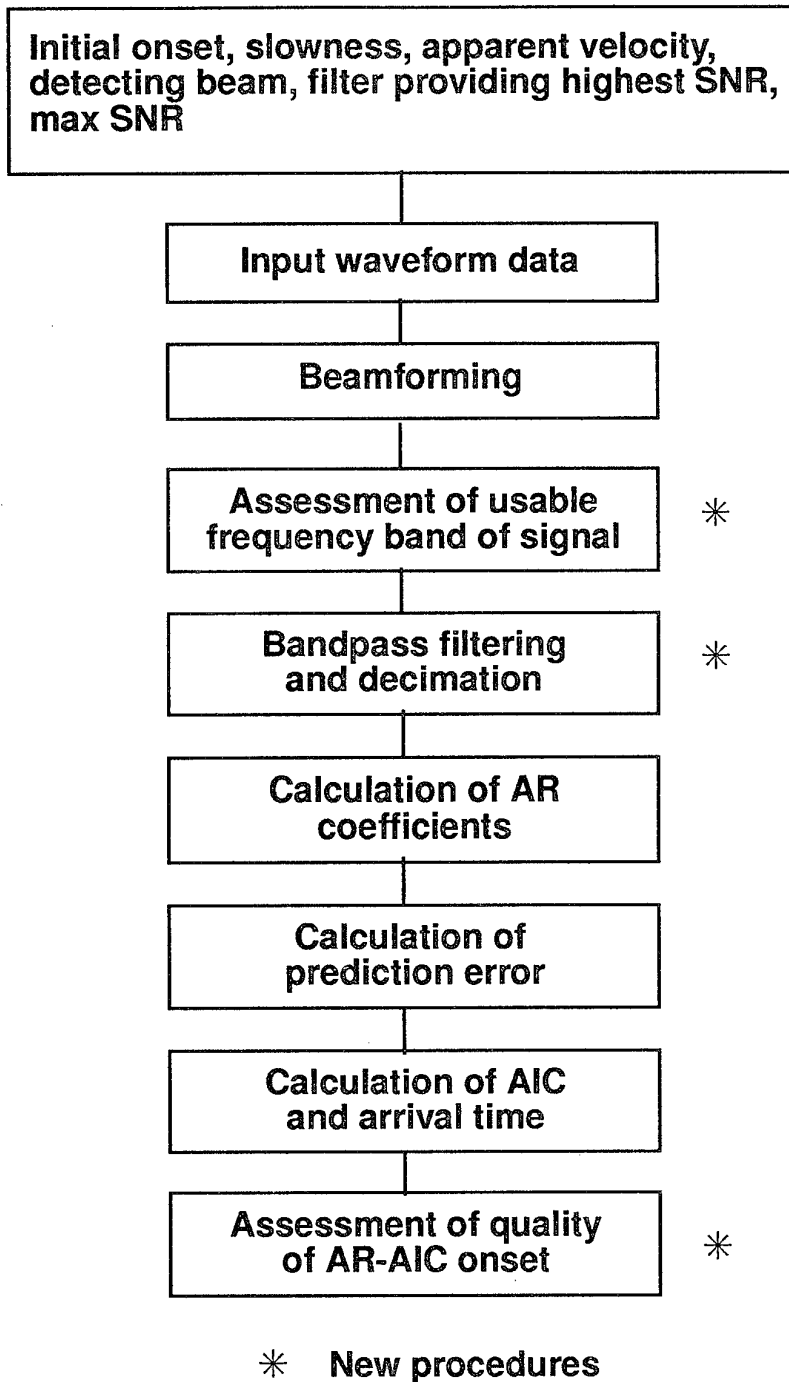 Initial onset, slowness, apparent velocity,
detecting beam, filter providing highest SNR,
max SNR
Input waveform data
Beamforming
Assessment of usable
frequency band of signal
*
Bandpass filtering
and decimation
*
Calculation of AR
coefficients
Calculation of
prediction error
Calculation of AIC
and arrival time
Assessment of quality
of AR-AIC onset
*
* New procedures